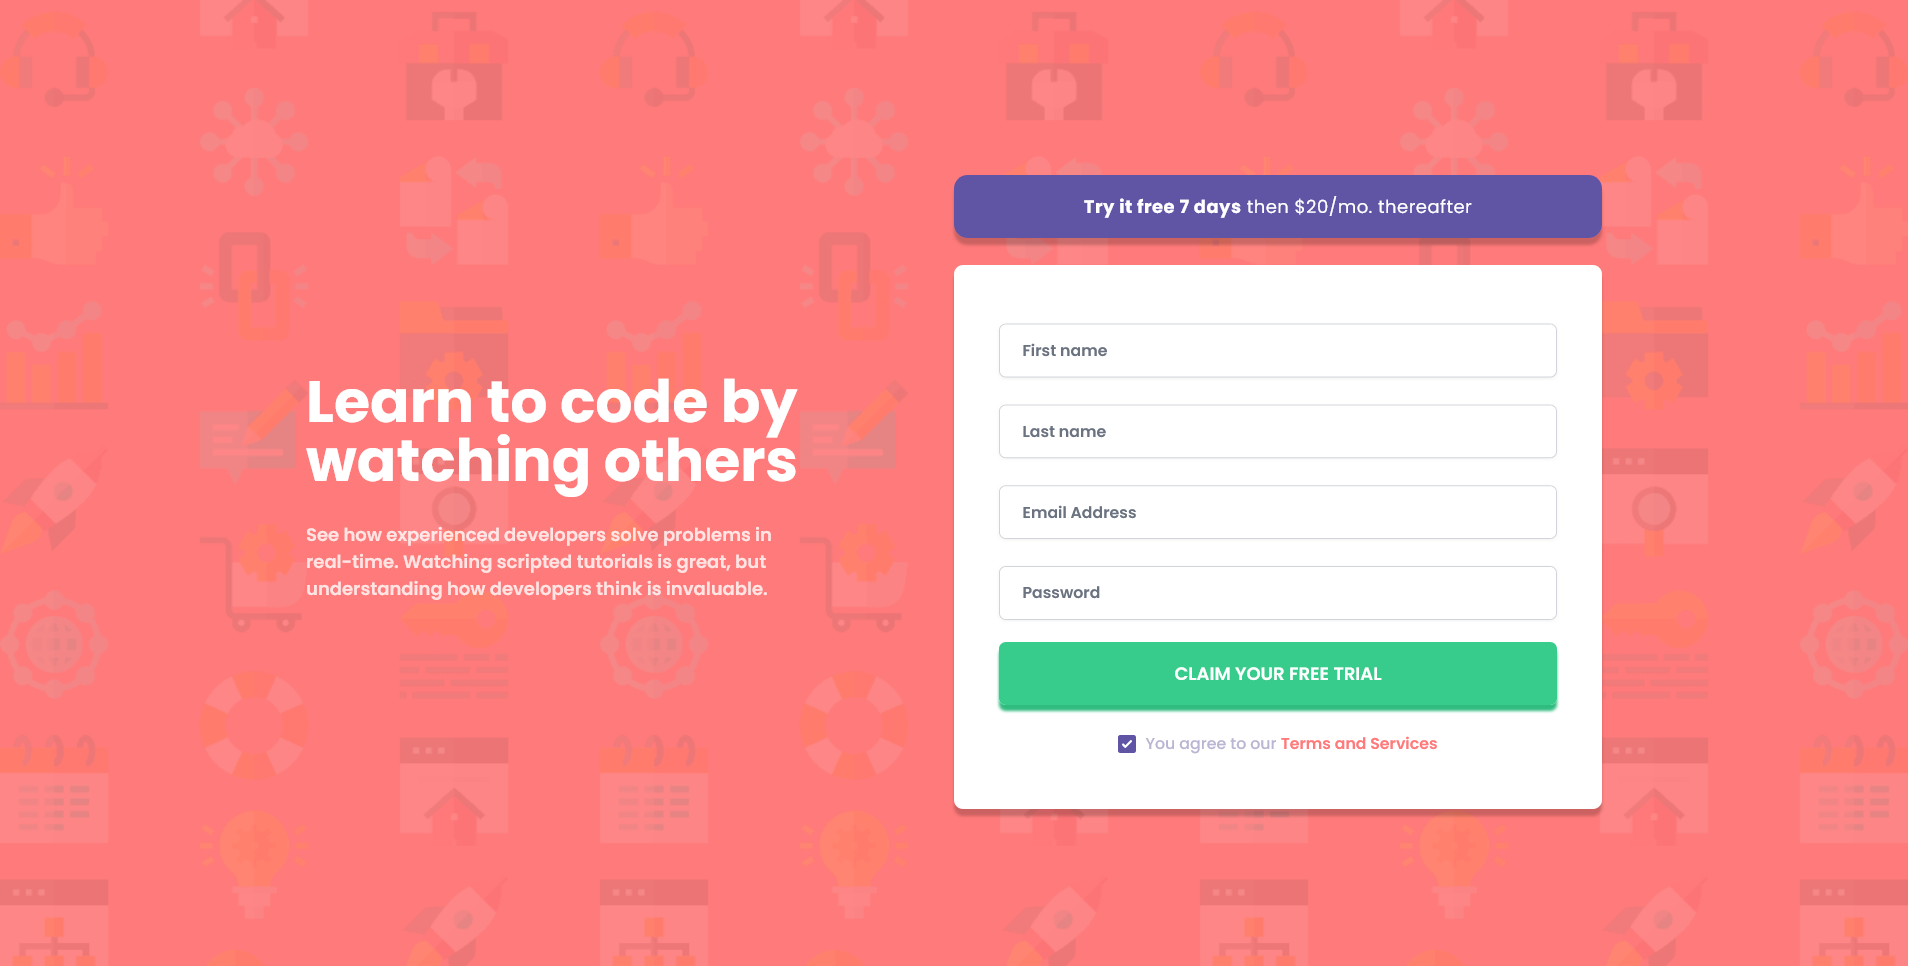 Learn to code by
watching others
See how experienced developers solve problems in
real-time. Watching scripted tutorials is great, but
understanding how developers think is invaluable.
Try it free 7 days then $20/mo. thereafter
First name
Last name
Email Address
Password
CLAIM YOUR FREE TRIAL
You agree to our Terms and Services